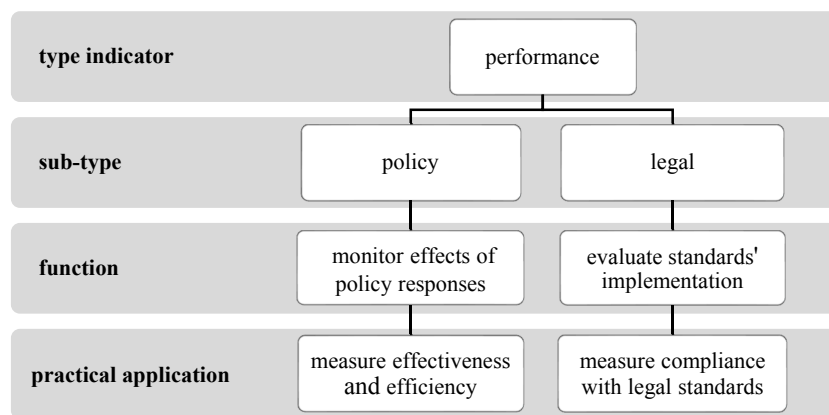 type indicator
performance
sub-type
policy
legal
function
monitor effects of
policy responses
evaluate standards'
implementation
practical application
measure effectiveness
and efficiency
measure compliance
with legal standards